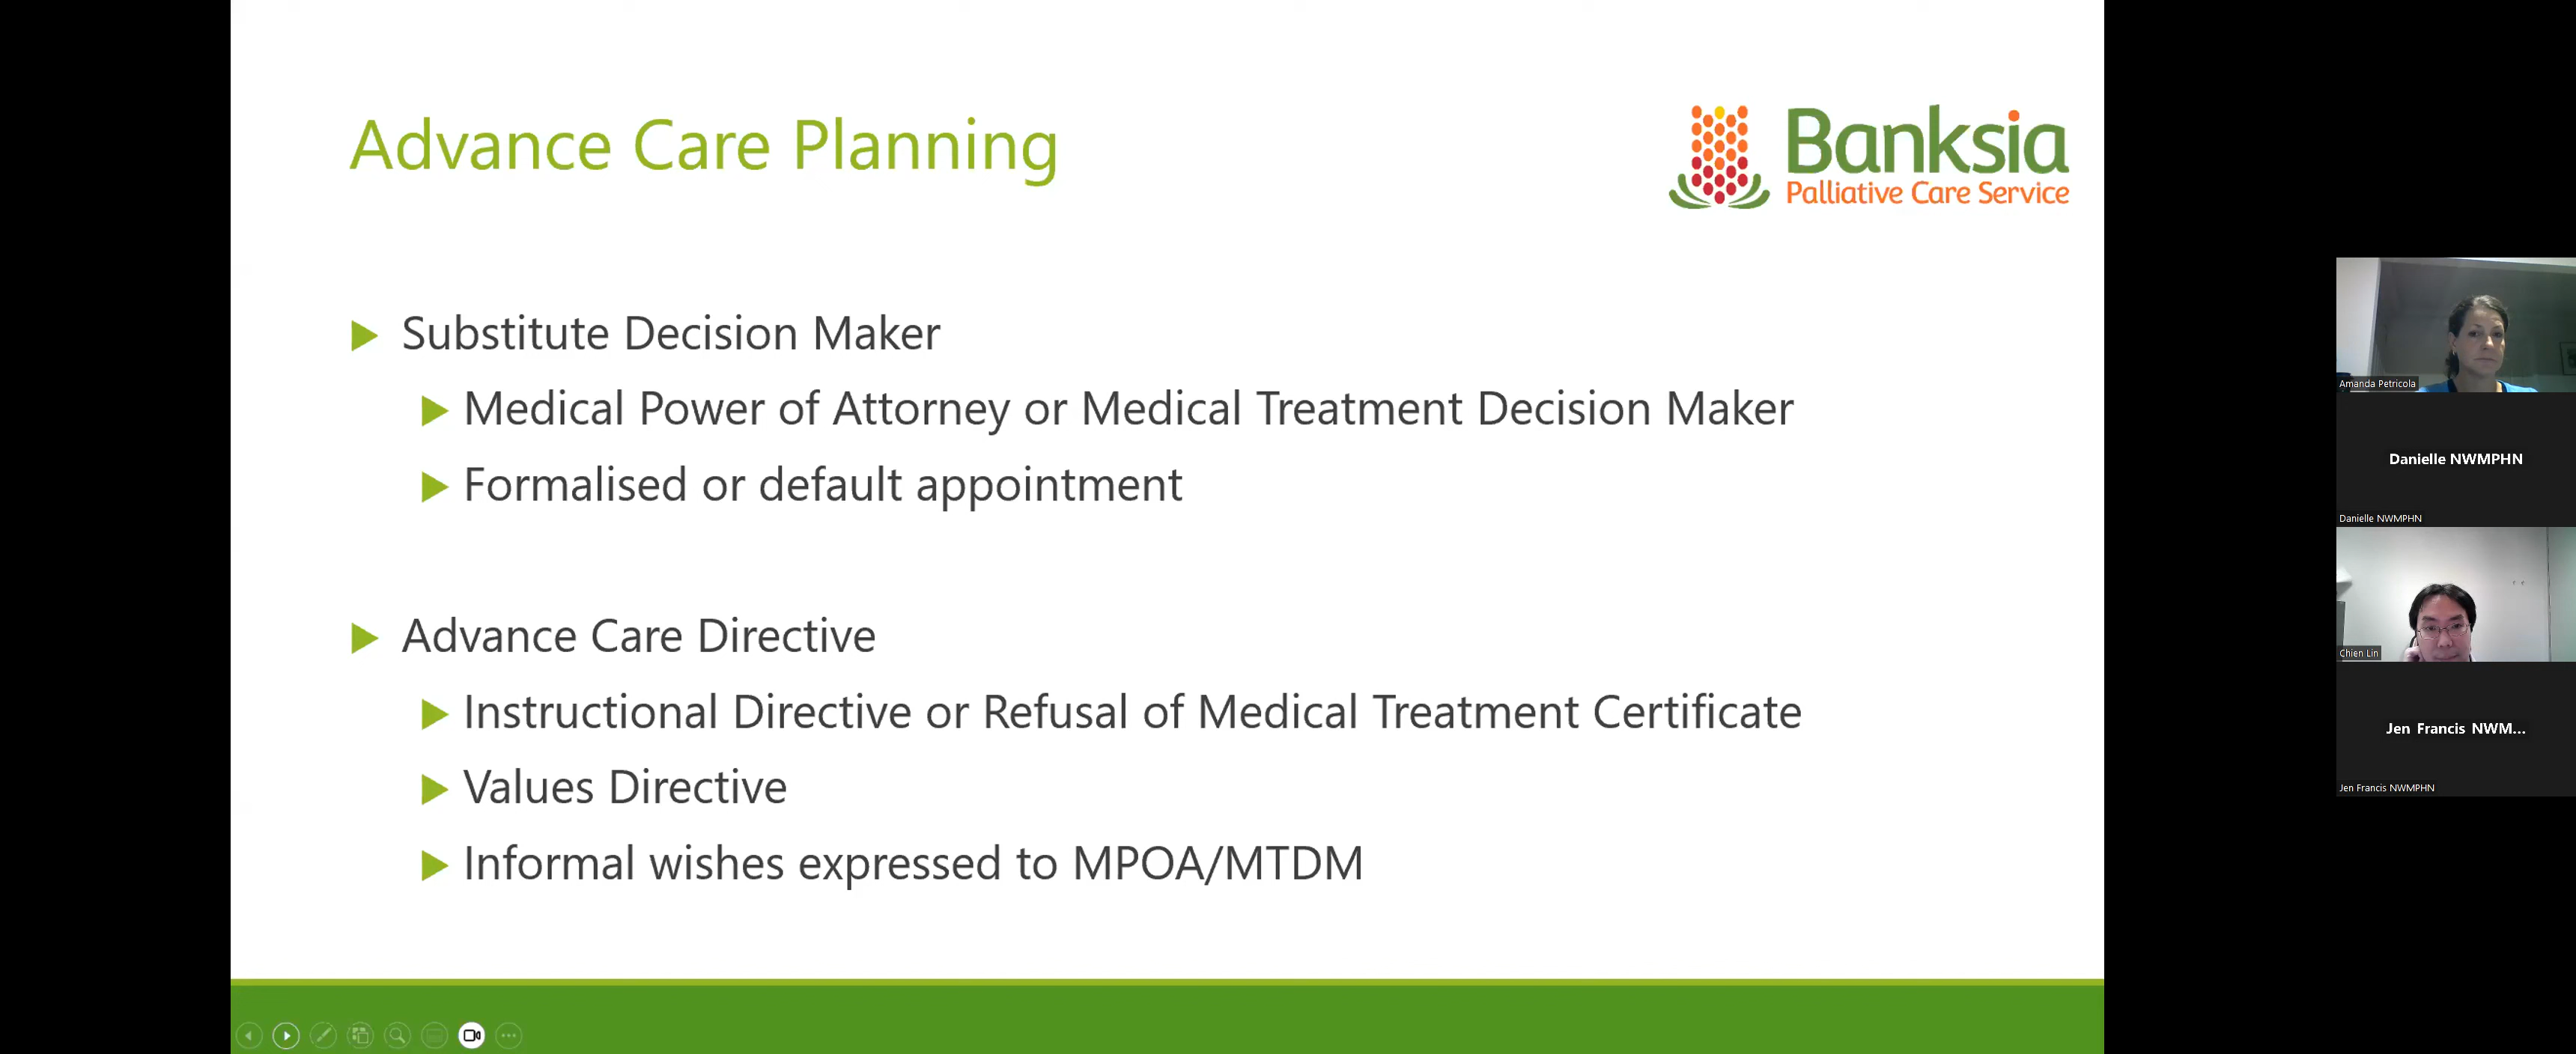 Advance Care Planning
Banksia
Palliative Care Service
Substitute Decision Maker
Medical Power of Attorney or Medical Treatment Decision Maker
Formalised or default appointment
Advance Care Directive
Instructional Directive or Refusal of Medical Treatment Certificate
Values Directive
Informal wishes expressed to MPOA/MTDM
Amanda Petricola
Danielle NWMPHN
Danielle NWMPHN
Chien Lin
Jen Francis NWM...
Jen Francis NWMPHN